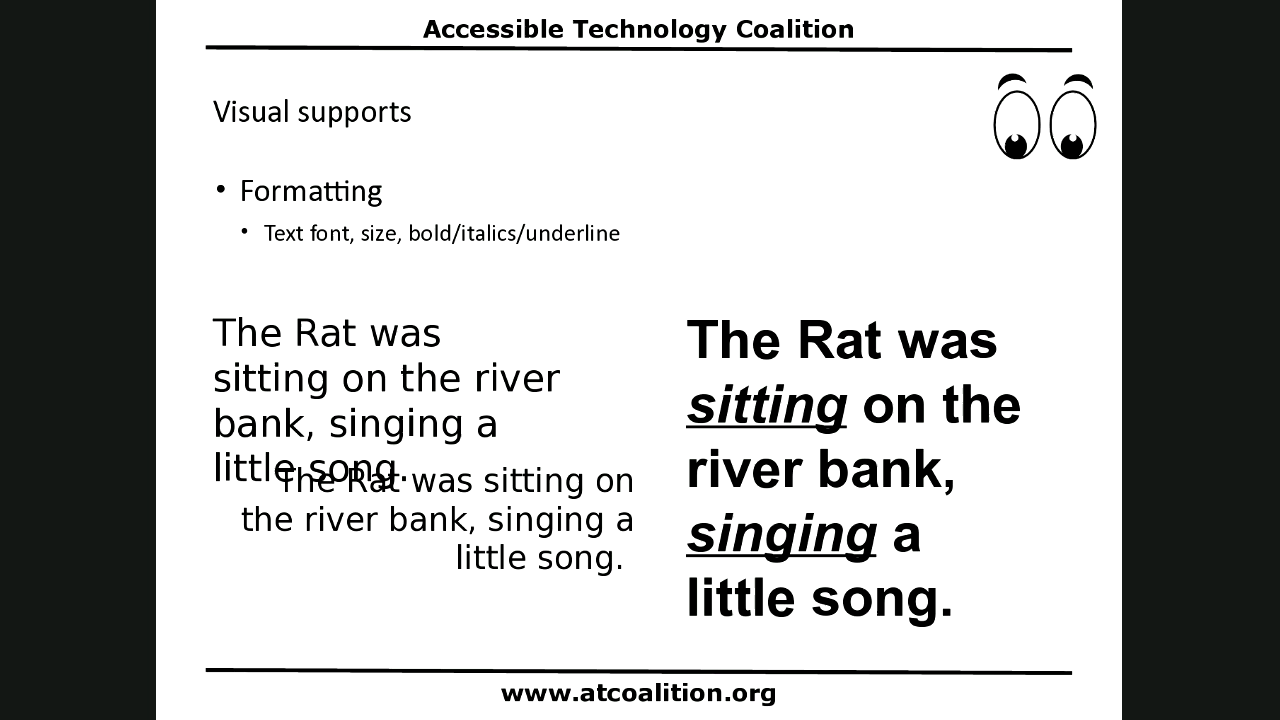 Accessible Technology Coalition
Visual supports
• Formatting
• Text font, size, bold/italics/underline
The Rat was
sitting on the river
bank, singing a
little song.
The Rat was sitting on
the river bank, singing a
little song.
The Rat was
sitting on the
river bank,
singing a
little song.
www.atcoalition.org